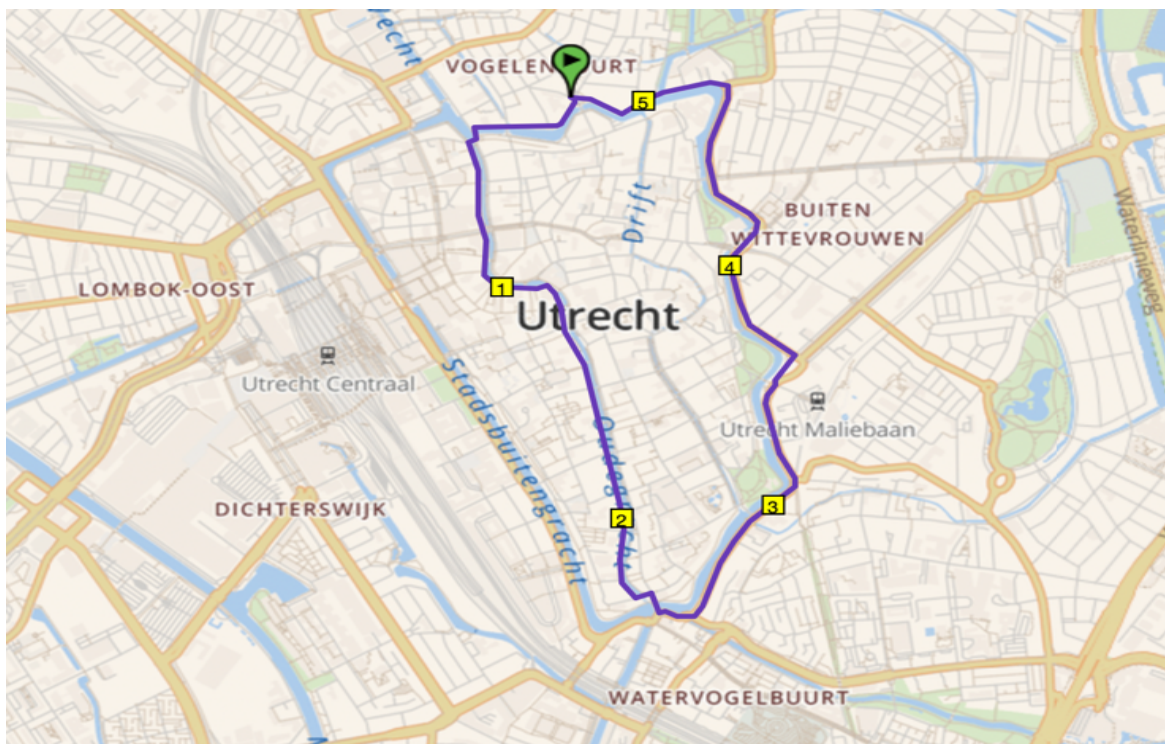 Vecht
VOGELENBUURT
5
Drift
BUITEN
WITTEVROUWEN
Waterlinieweg
4
LOMBOK-OOST
1
Utrecht
Utrecht Centraal
Stadsbuitengracht
Utrecht Maliebaan
Oudegracht
DICHTERSWIJK
2
3
WATERVOGELBUURT